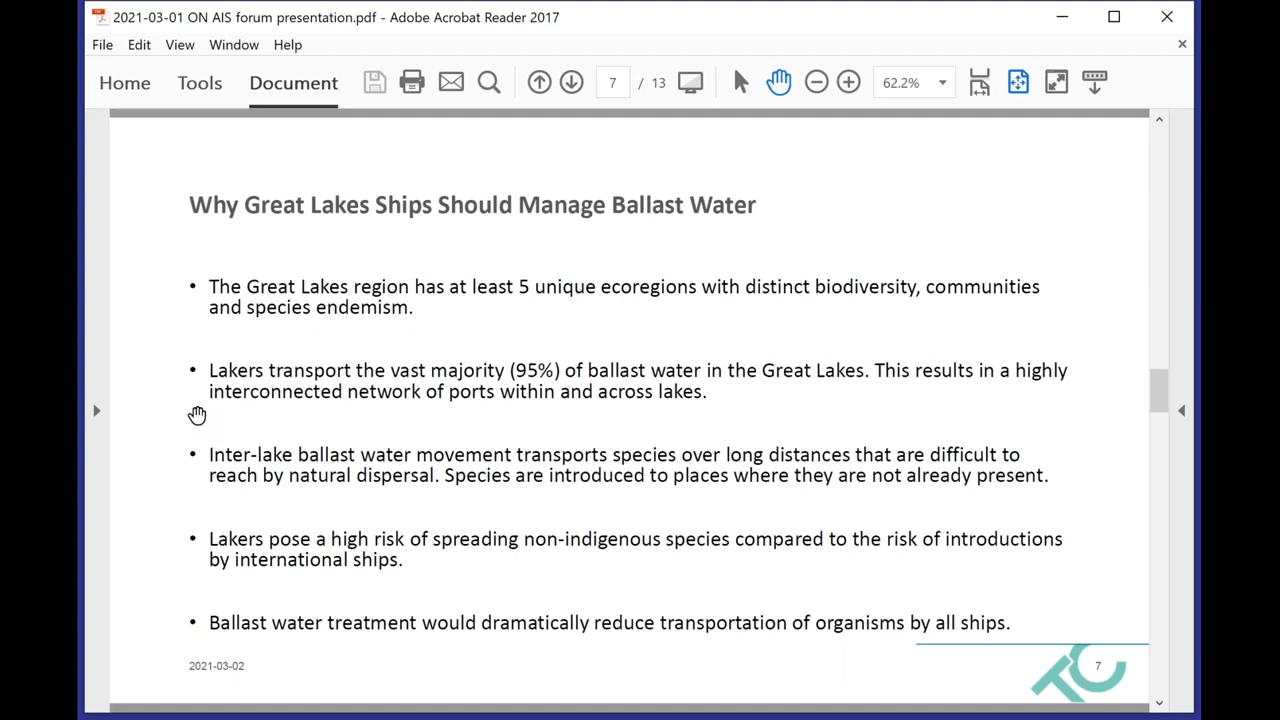 2021-03-01 ON AIS forum presentation.pdf - Adobe Acrobat Reader 2017
File Edit View Window Help
Home Tools Document 7 / 13 62.2%
Why Great Lakes Ships Should Manage Ballast Water
• The Great Lakes region has at least 5 unique ecoregions with distinct biodiversity, communities
and species endemism.
• Lakers transport the vast majority (95%) of ballast water in the Great Lakes. This results in a highly
interconnected network of ports within and across lakes.
• Inter-lake ballast water movement transports species over long distances that are difficult to
reach by natural dispersal. Species are introduced to places where they are not already present.
• Lakers pose a high risk of spreading non-indigenous species compared to the risk of introductions
by international ships.
• Ballast water treatment would dramatically reduce transportation of organisms by all ships.
2021-03-02 7
TC